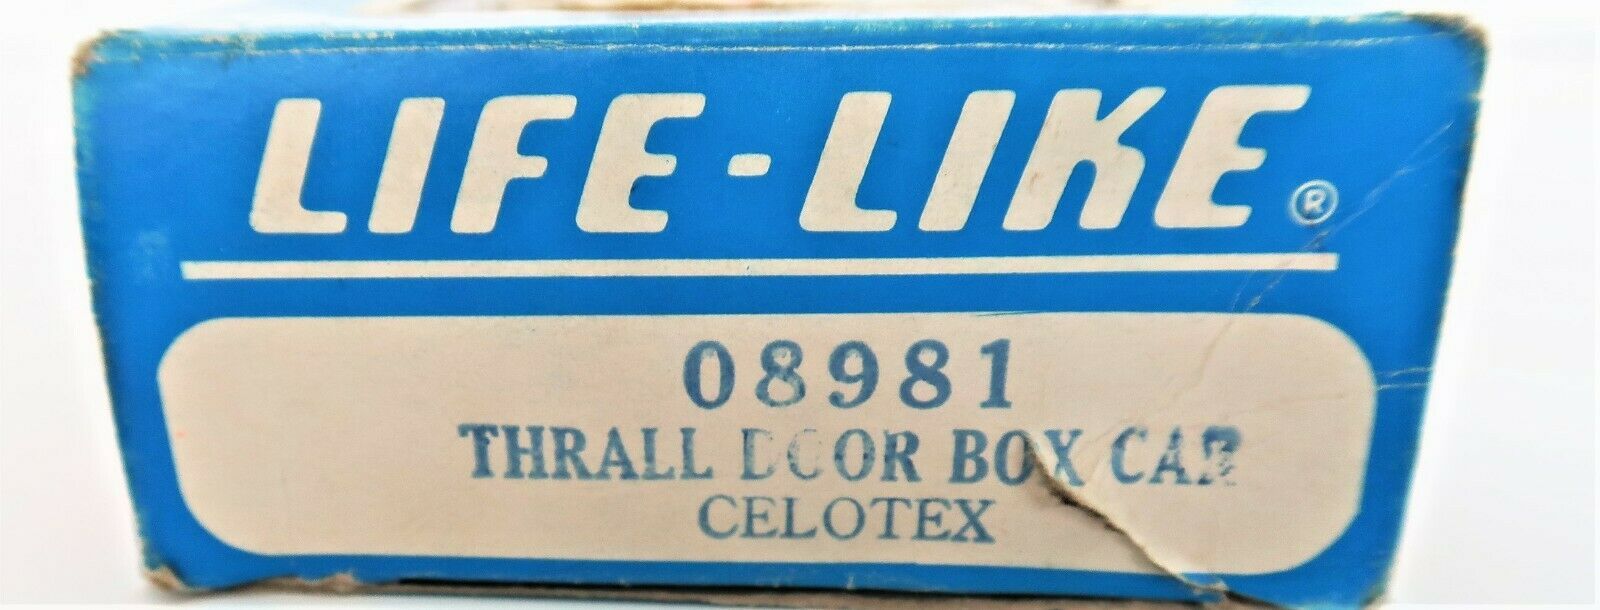 LIFE-LIKE®
08981
THRALL DOOR BOX CAR
CELOTEX